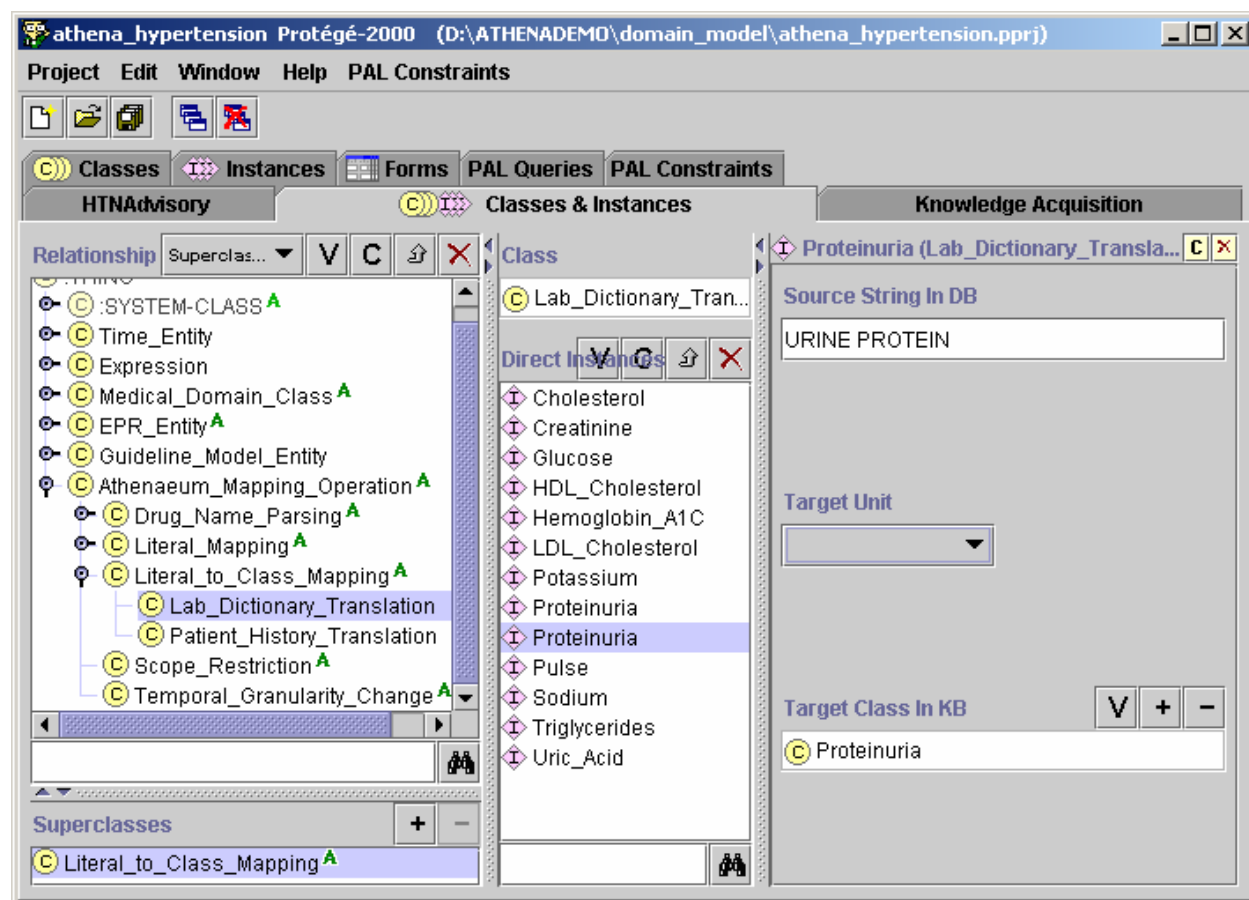 athena_hypertension Protégé-2000 (D:\ATHENADEMO\domain_model\athena_hypertension.pprj)
Project Edit Window Help PAL Constraints
C Classes I Instances Forms PAL Queries PAL Constraints
HTNAdvisory C I Classes & Instances Knowledge Acquisition
Relationship Superclas... V C
:THING
C :SYSTEM-CLASS A
C Time_Entity
C Expression
C Medical_Domain_Class A
C EPR_Entity A
C Guideline_Model_Entity
C Athenaeum_Mapping_Operation A
C Drug_Name_Parsing A
C Literal_Mapping A
C Literal_to_Class_Mapping A
C Lab_Dictionary_Translation
C Patient_History_Translation
C Scope_Restriction A
C Temporal_Granularity_Change A
Superclasses + −
C Literal_to_Class_Mapping A
Class
C Lab_Dictionary_Tran...
Direct Instances V C
I Cholesterol
I Creatinine
I Glucose
I HDL_Cholesterol
I Hemoglobin_A1C
I LDL_Cholesterol
I Potassium
I Proteinuria
I Proteinuria
I Pulse
I Sodium
I Triglycerides
I Uric_Acid
I Proteinuria (Lab_Dictionary_Transla... C ×
Source String In DB
URINE PROTEIN
Target Unit
Target Class In KB V + −
C Proteinuria